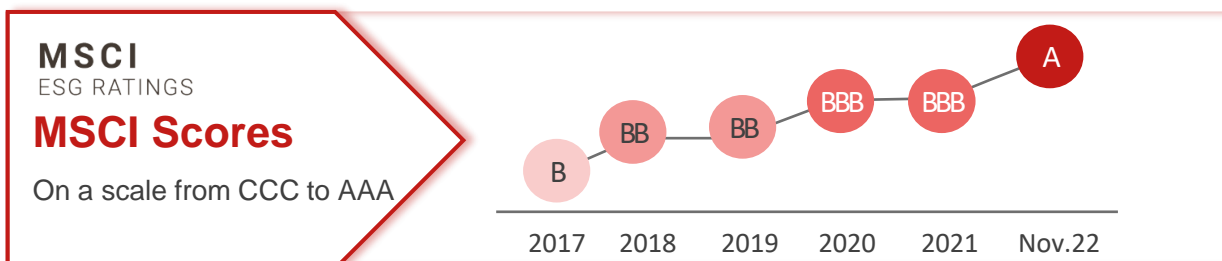 MSCI
ESG RATINGS
MSCI Scores
On a scale from CCC to AAA
B
BB
BB
BBB
BBB
A
2017 2018 2019 2020 2021 Nov.22